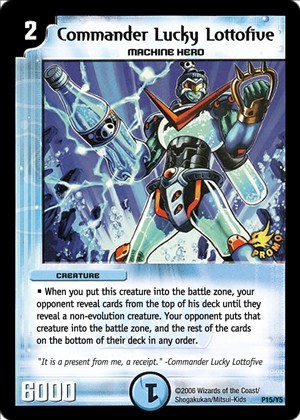 2
Commander Lucky Lottofive
MACHINE HERO
PROMO
CREATURE
▪ When you put this creature into the battle zone, your
opponent reveal cards from the top of his deck until they
reveal a non-evolution creature. Your opponent puts that
creature into the battle zone, and the rest of the cards
on the bottom of their deck in any order.
"It is a present from me, a receipt." -Commander Lucky Lottofive
6000
1
©2006 Wizards of the Coast/
Shogakukan/Mitsui-Kids
P15/Y5